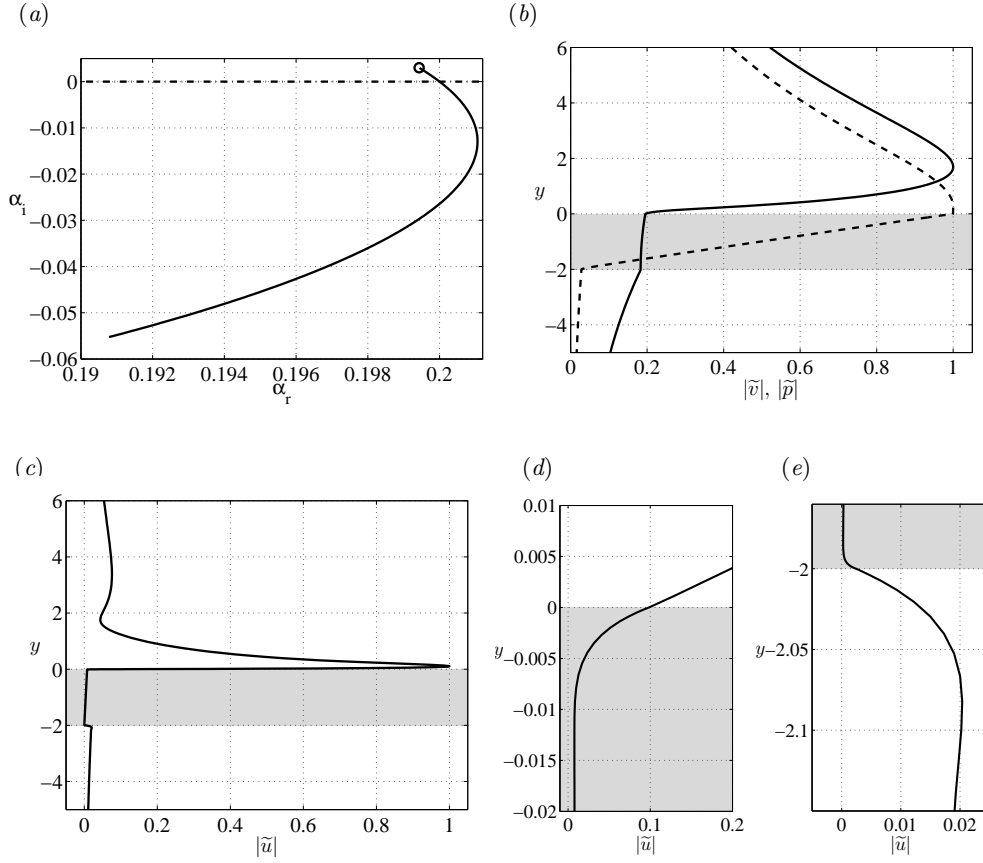 (a)
0
−0.01
−0.02
−0.03
−0.04
−0.05
−0.06
αi
0.19 0.192 0.194 0.196 0.198 0.2
αr
(b)
6
4
2
0
−2
−4
y
0 0.2 0.4 0.6 0.8 1
|ṽ|, |p̃|
(c)
6
4
2
0
−2
−4
y
0 0.2 0.4 0.6 0.8 1
|ũ|
(d)
0.01
0.005
0
−0.005
−0.01
−0.015
−0.02
y
0 0.1 0.2
|ũ|
(e)
−2
−2.05
−2.1
y
0 0.01 0.02
|ũ|